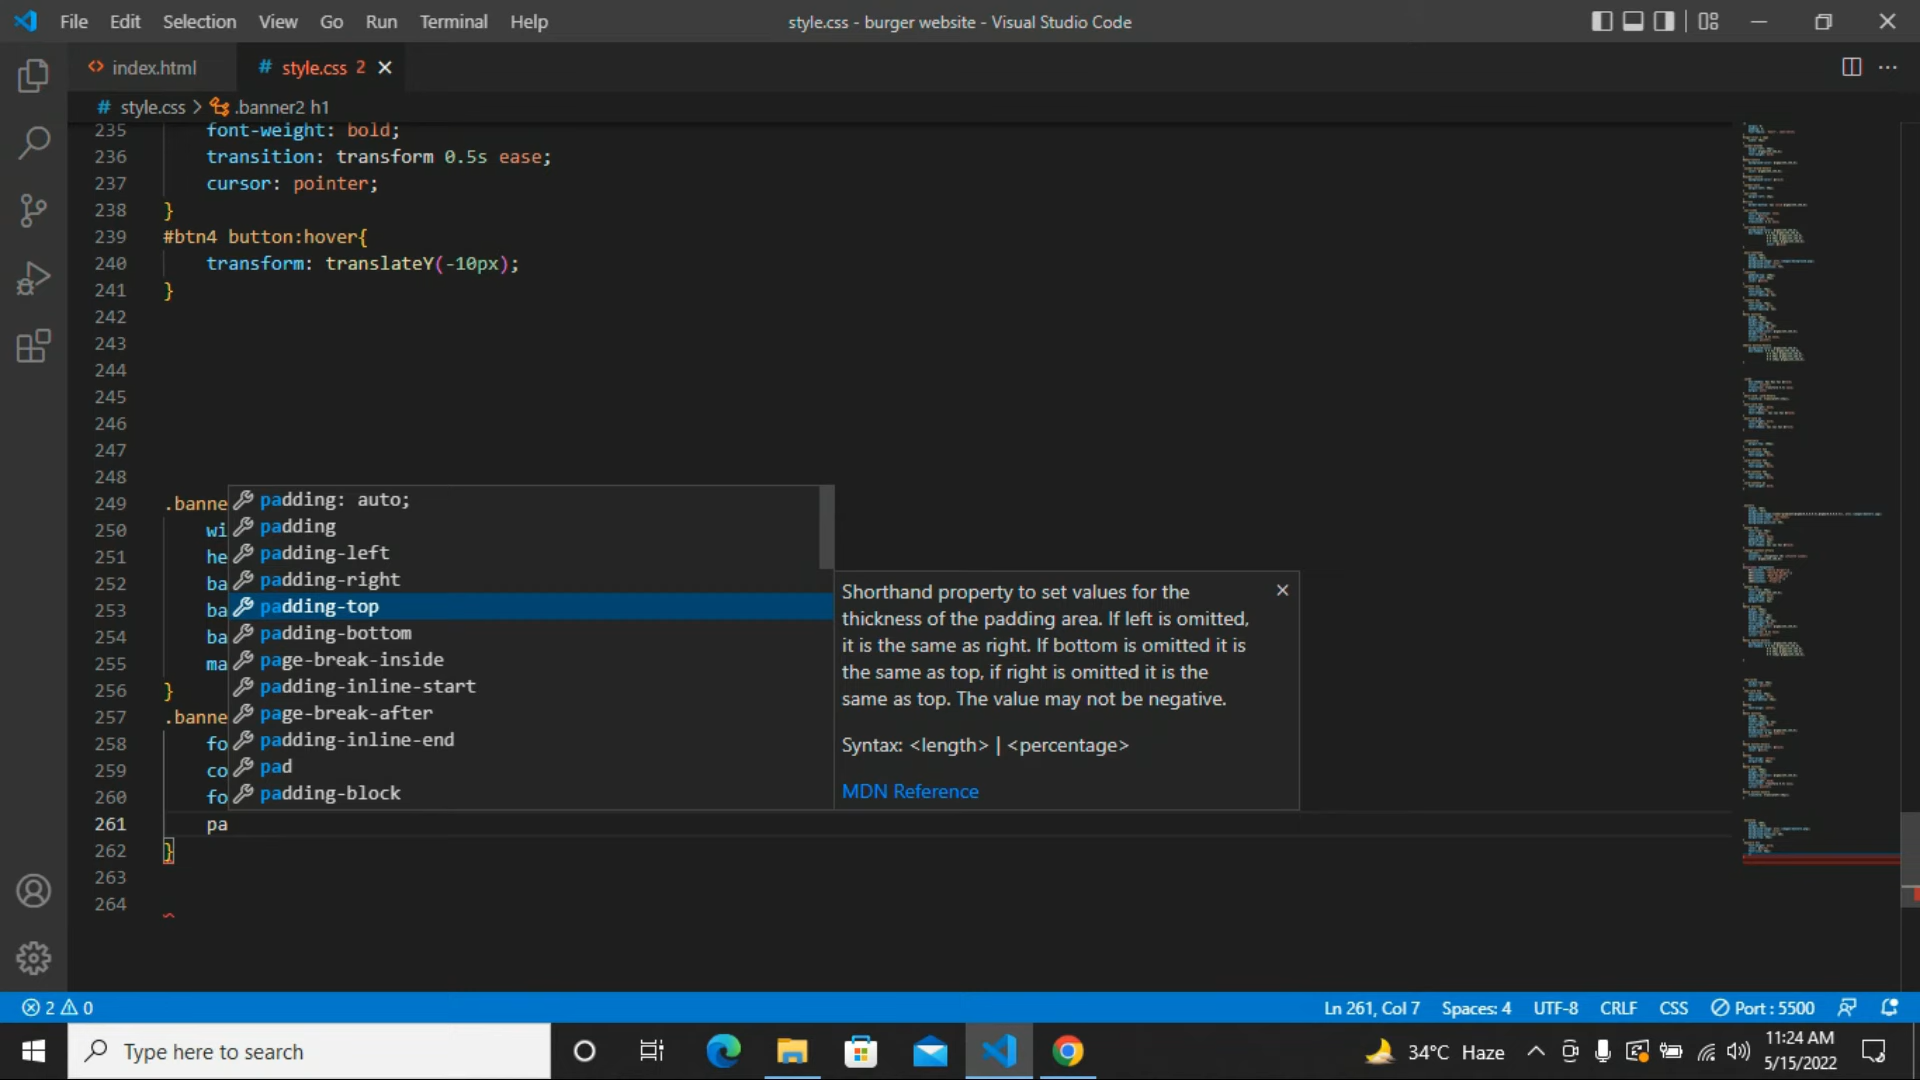 File Edit Selection View Go Run Terminal Help
style.css - burger website - Visual Studio Code
index.html
# style.css 2
# style.css > .banner2 h1
235 font-weight: bold;
236 transition: transform 0.5s ease;
237 cursor: pointer;
238 }
239 #btn4 button:hover{
240 transform: translateY(-10px);
241 }
242
243
244
245
246
247
248
249 .banne
250 wi
251 he
252 ba
253 ba
254 ba
255 ma
256 }
257 .banne
258 fo
259 co
260 fo
261 pa
262 }
263
264
padding: auto;
padding
padding-left
padding-right
padding-top
padding-bottom
page-break-inside
padding-inline-start
page-break-after
padding-inline-end
pad
padding-block
Shorthand property to set values for the
thickness of the padding area. If left is omitted,
it is the same as right. If bottom is omitted it is
the same as top, if right is omitted it is the
same as top. The value may not be negative.
Syntax: <length> | <percentage>
MDN Reference
2 0
Ln 261, Col 7 Spaces: 4 UTF-8 CRLF CSS Port : 5500
Type here to search
34°C Haze
11:24 AM
5/15/2022